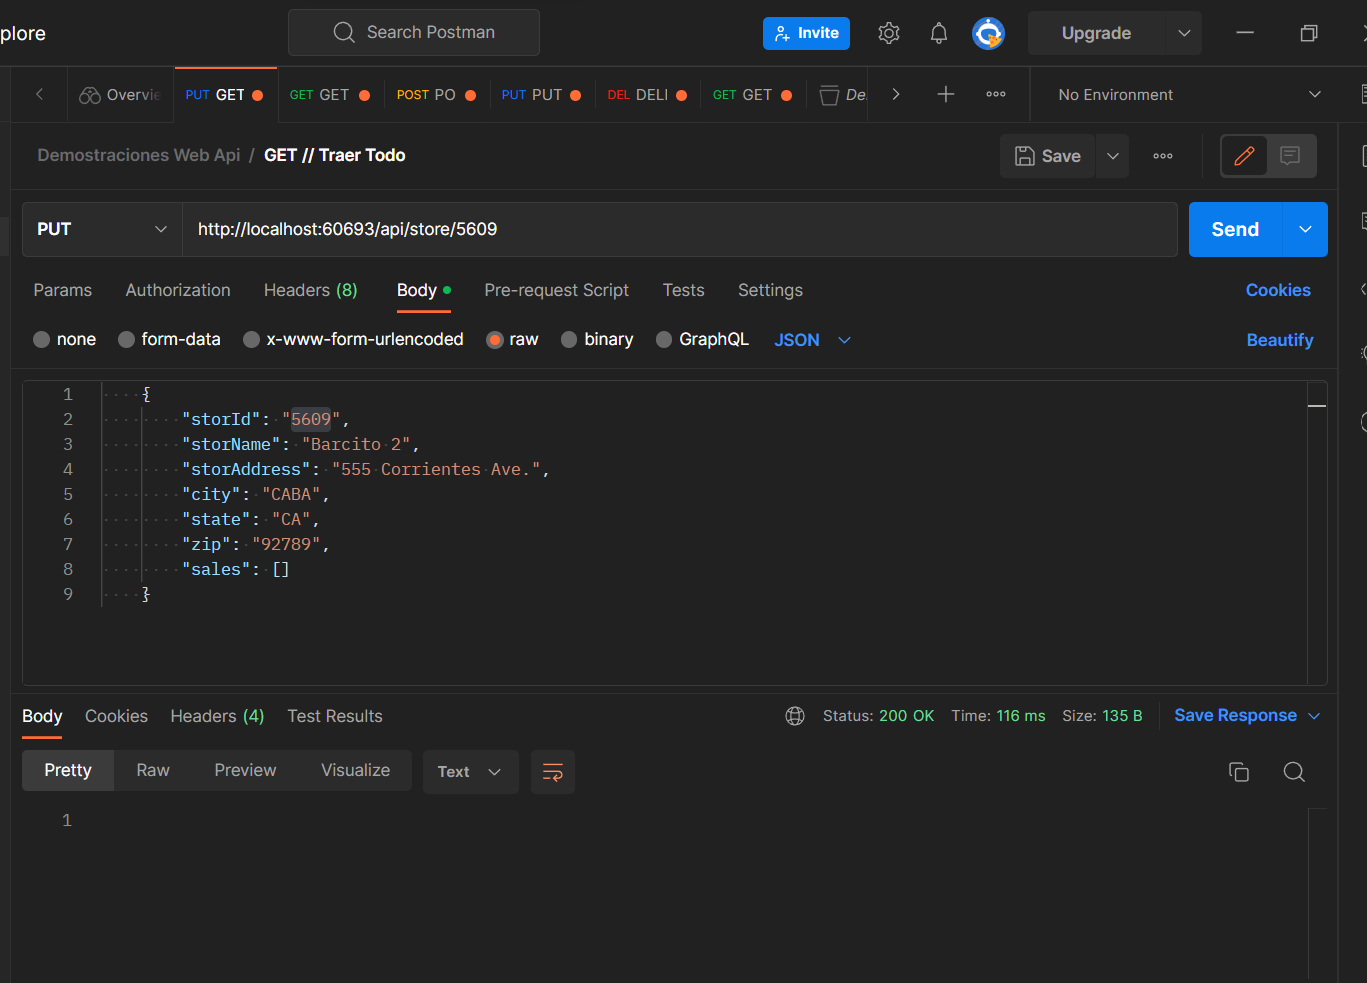 plore
Search Postman
Invite
Upgrade
Overvie
PUT GET
GET GET
POST PO
PUT PUT
DEL DELI
GET GET
De
No Environment
Demostraciones Web Api / GET // Traer Todo
Save
PUT
http://localhost:60693/api/store/5609
Send
Params
Authorization
Headers (8)
Body
Pre-request Script
Tests
Settings
Cookies
none
form-data
x-www-form-urlencoded
raw
binary
GraphQL
JSON
Beautify
1 {
2 "storId": "5609",
3 "storName": "Barcito 2",
4 "storAddress": "555 Corrientes Ave.",
5 "city": "CABA",
6 "state": "CA",
7 "zip": "92789",
8 "sales": []
9 }
Body
Cookies
Headers (4)
Test Results
Status: 200 OK
Time: 116 ms
Size: 135 B
Save Response
Pretty
Raw
Preview
Visualize
Text
1